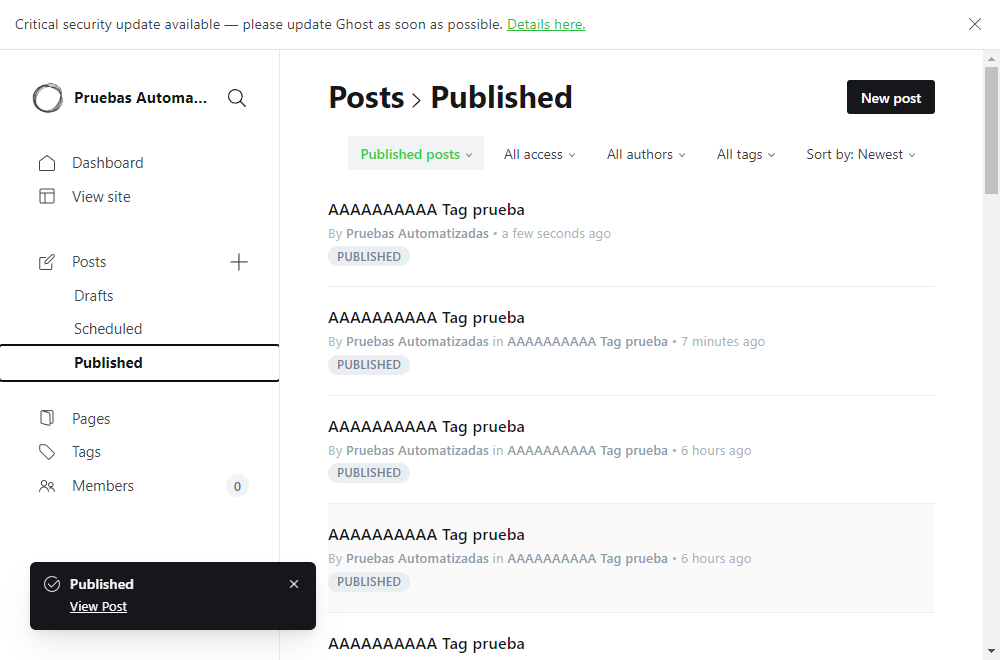 Critical security update available — please update Ghost as soon as possible. Details here.
Pruebas Automa...
Dashboard
View site
Posts
Drafts
Scheduled
Published
Pages
Tags
Members 0
Published
View Post
Posts › Published
New post
Published posts All access All authors All tags Sort by: Newest
AAAAAAAAAA Tag prueba
By Pruebas Automatizadas • a few seconds ago
PUBLISHED
AAAAAAAAAA Tag prueba
By Pruebas Automatizadas in AAAAAAAAAA Tag prueba • 7 minutes ago
PUBLISHED
AAAAAAAAAA Tag prueba
By Pruebas Automatizadas in AAAAAAAAAA Tag prueba • 6 hours ago
PUBLISHED
AAAAAAAAAA Tag prueba
By Pruebas Automatizadas in AAAAAAAAAA Tag prueba • 6 hours ago
PUBLISHED
AAAAAAAAAA Tag prueba